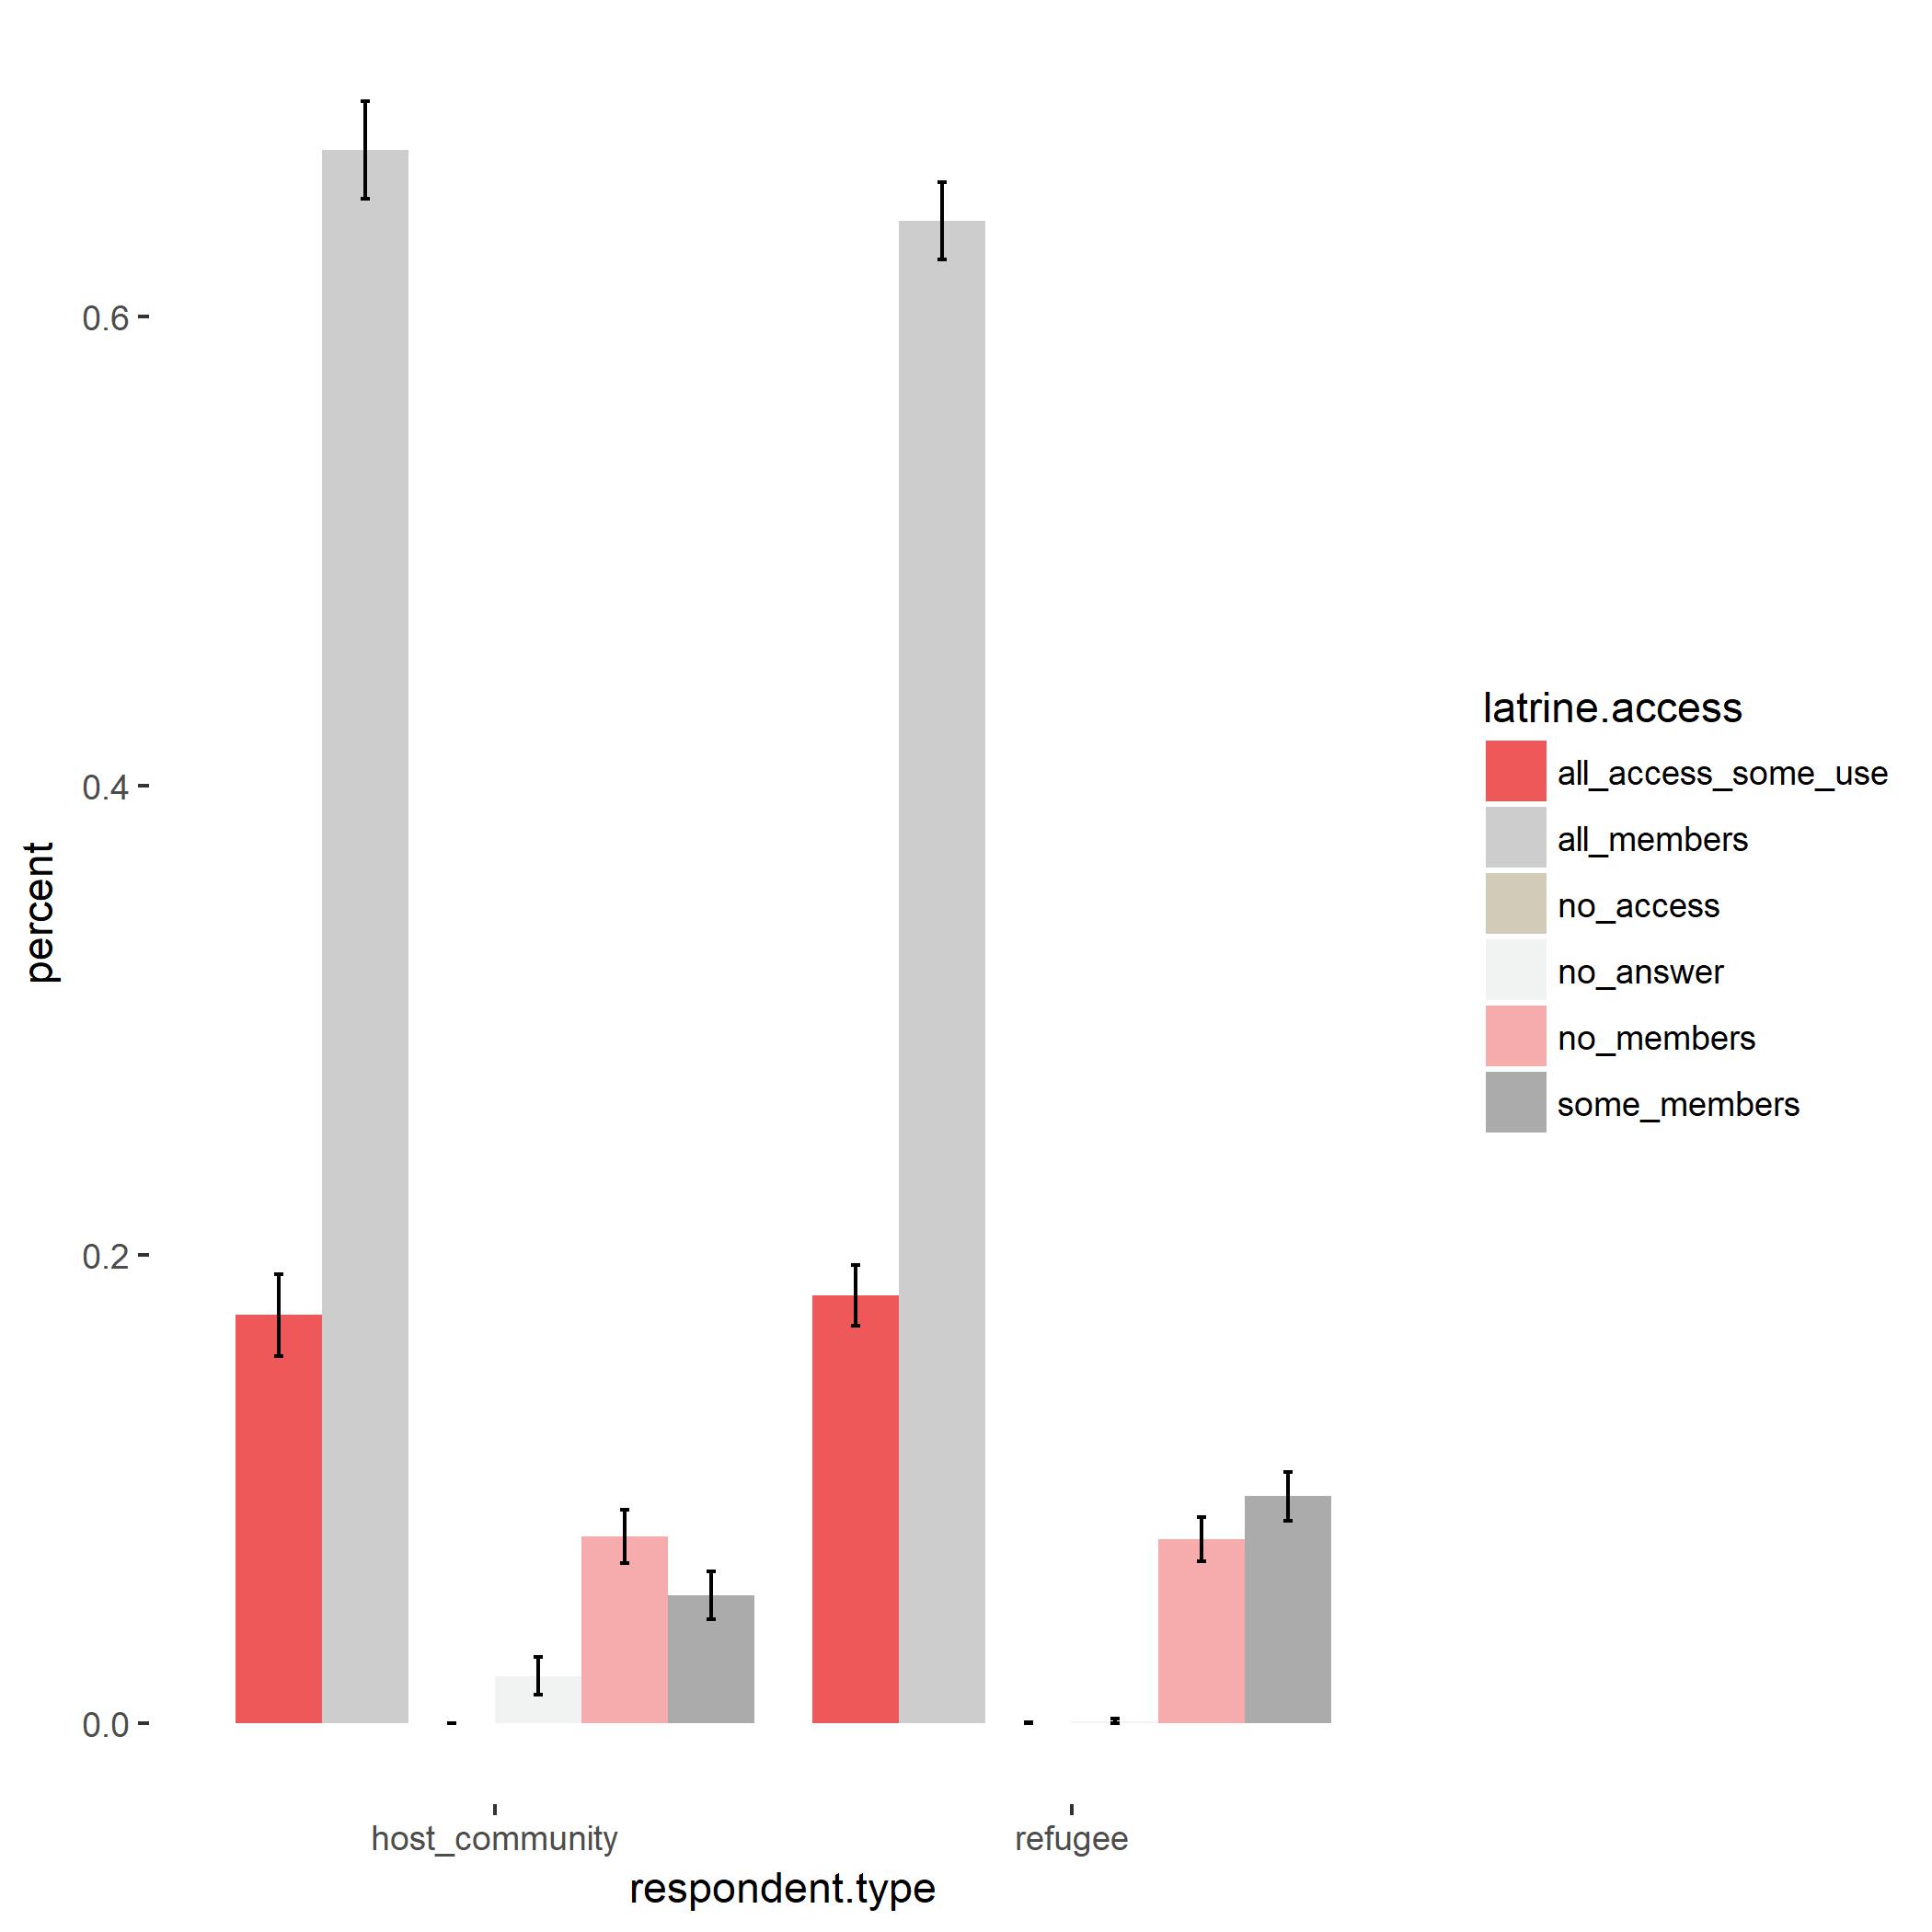 percent
0.6
0.4
0.2
0.0
host_community
refugee
respondent.type
latrine.access
all_access_some_use
all_members
no_access
no_answer
no_members
some_members